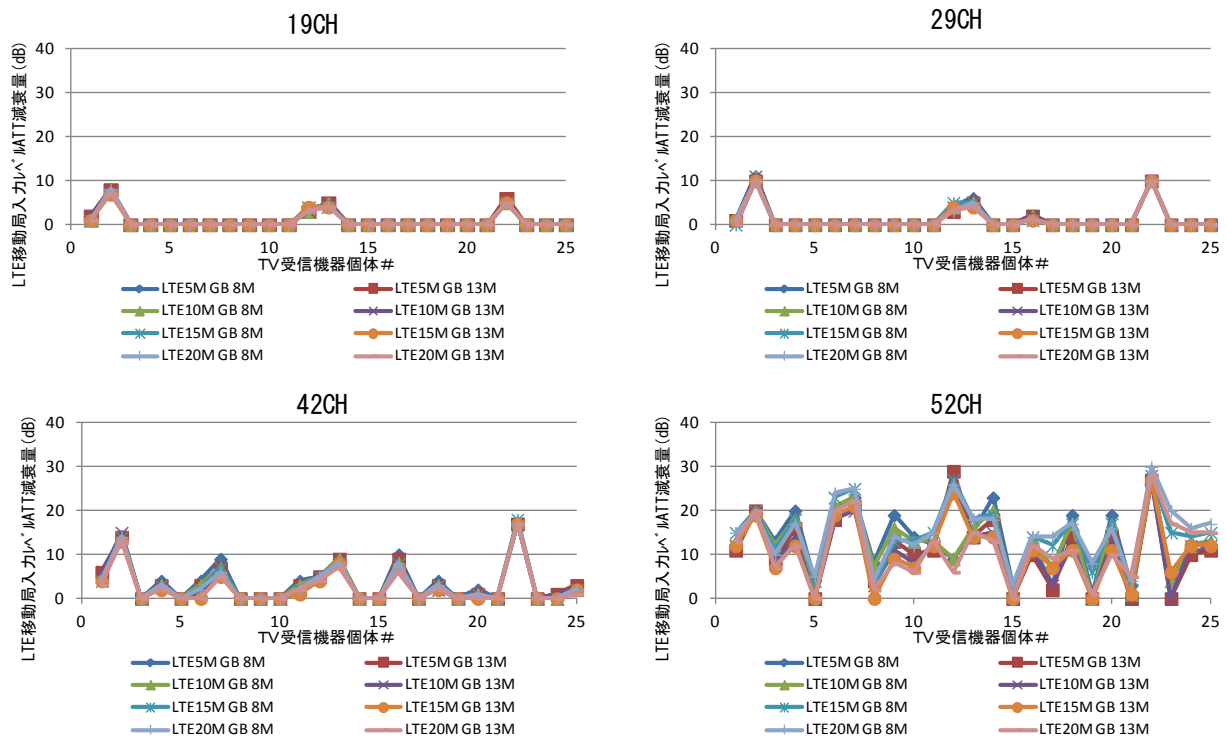 19CH
LTE移動局入力レベルATT減衰量(dB)
40
30
20
10
0
0 5 10 15 20 25
TV受信機器個体#
LTE5M GB 8M LTE5M GB 13M
LTE10M GB 8M LTE10M GB 13M
LTE15M GB 8M LTE15M GB 13M
LTE20M GB 8M LTE20M GB 13M
29CH
LTE移動局入力レベルATT減衰量(dB)
40
30
20
10
0
0 5 10 15 20 25
TV受信機器個体#
LTE5M GB 8M LTE5M GB 13M
LTE10M GB 8M LTE10M GB 13M
LTE15M GB 8M LTE15M GB 13M
LTE20M GB 8M LTE20M GB 13M
42CH
LTE移動局入力レベルATT減衰量(dB)
40
30
20
10
0
0 5 10 15 20 25
TV受信機器個体#
LTE5M GB 8M LTE5M GB 13M
LTE10M GB 8M LTE10M GB 13M
LTE15M GB 8M LTE15M GB 13M
LTE20M GB 8M LTE20M GB 13M
52CH
LTE移動局入力レベルATT減衰量(dB)
40
30
20
10
0
0 5 10 15 20 25
TV受信機器個体#
LTE5M GB 8M LTE5M GB 13M
LTE10M GB 8M LTE10M GB 13M
LTE15M GB 8M LTE15M GB 13M
LTE20M GB 8M LTE20M GB 13M